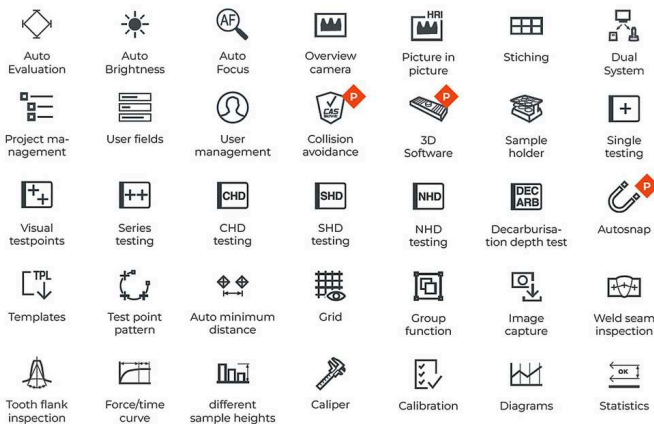 AF
HRI
Auto
Evaluation
Auto
Brightness
Auto
Focus
Overview
camera
Picture in
picture
Stiching
Dual
System
P
CAS
P
Project ma-
nagement
User fields
User
management
Collision
avoidance
3D
Software
Sample
holder
Single
testing
CHD
SHD
NHD
DEC
ARB
P
Visual
testpoints
Series
testing
CHD
testing
SHD
testing
NHD
testing
Decarburisa-
tion depth test
Autosnap
TPL
Templates
Test point
pattern
Auto minimum
distance
Grid
Group
function
Image
capture
Weld seam
inspection
OK
Tooth flank
inspection
Force/time
curve
different
sample heights
Caliper
Calibration
Diagrams
Statistics